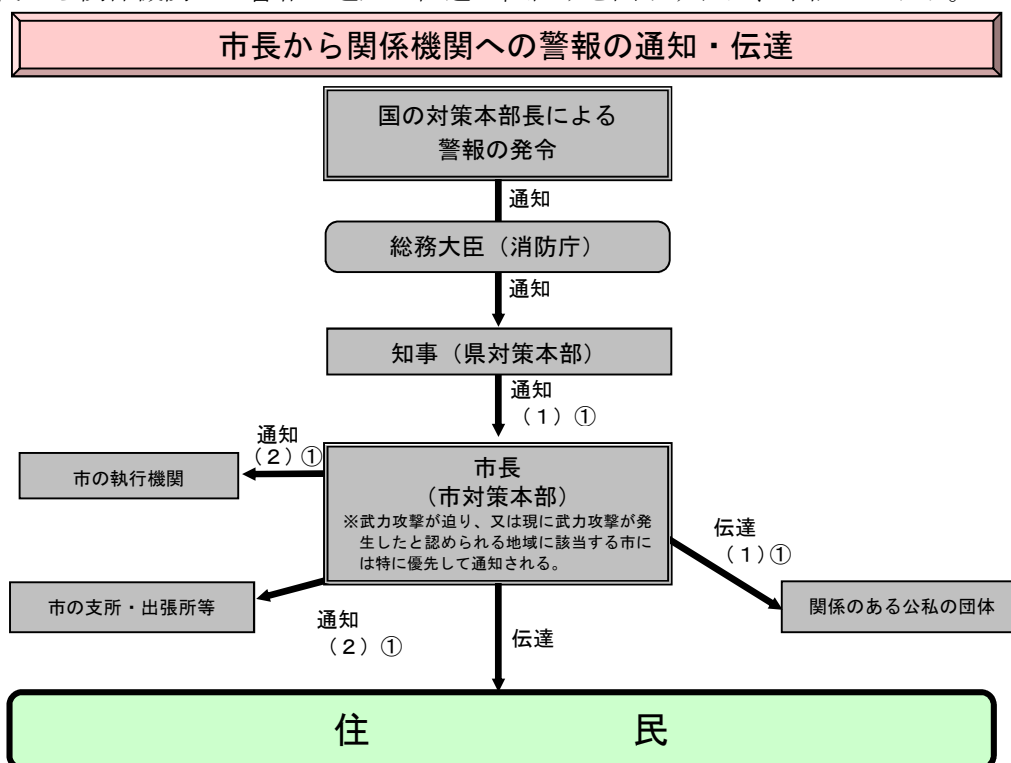 市長から関係機関への警報の通知・伝達
国の対策本部長による
警報の発令
通知
総務大臣（消防庁）
通知
知事（県対策本部）
通知
（１）①
通知
（２）①
市の執行機関
市長
（市対策本部）
※武力攻撃が迫り、又は現に武力攻撃が発
生したと認められる地域に該当する市に
は特に優先して通知される。
伝達
（１）①
市の支所・出張所等
関係のある公私の団体
通知
（２）①
伝達
住　民